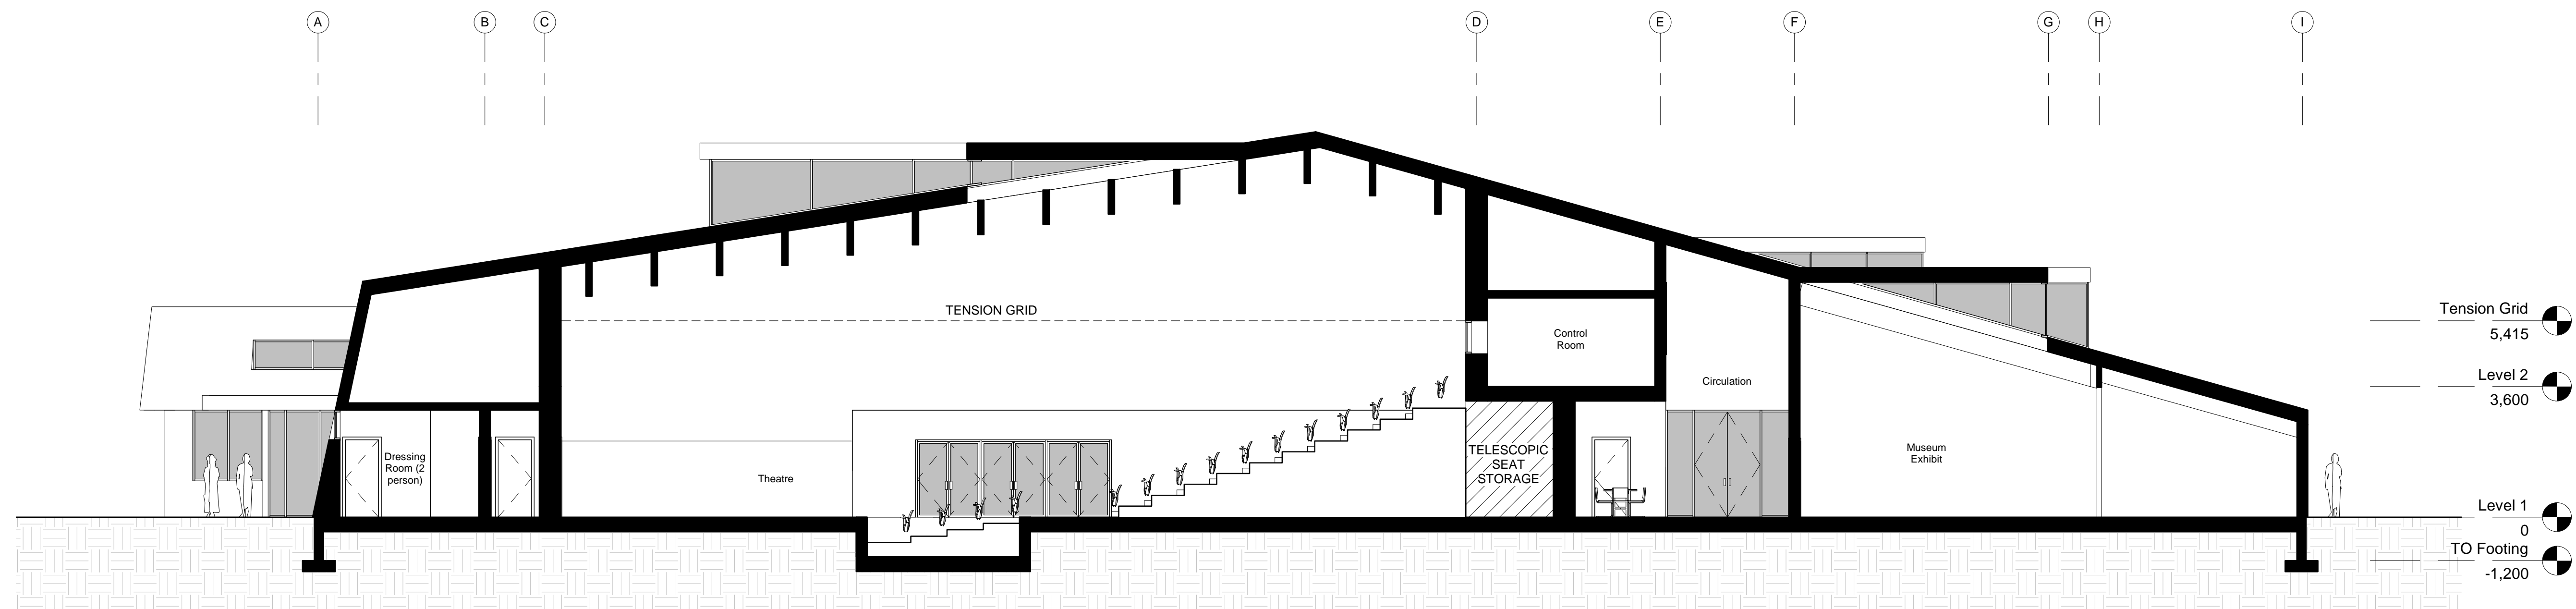 A
B
C
D
E
F
G
H
I
TENSION GRID
Tension Grid
5,415
Control
Room
Level 2
3,600
Circulation
Dressing
Room (2
person)
Theatre
TELESCOPIC
SEAT
STORAGE
Museum
Exhibit
Level 1
0
TO Footing
-1,200